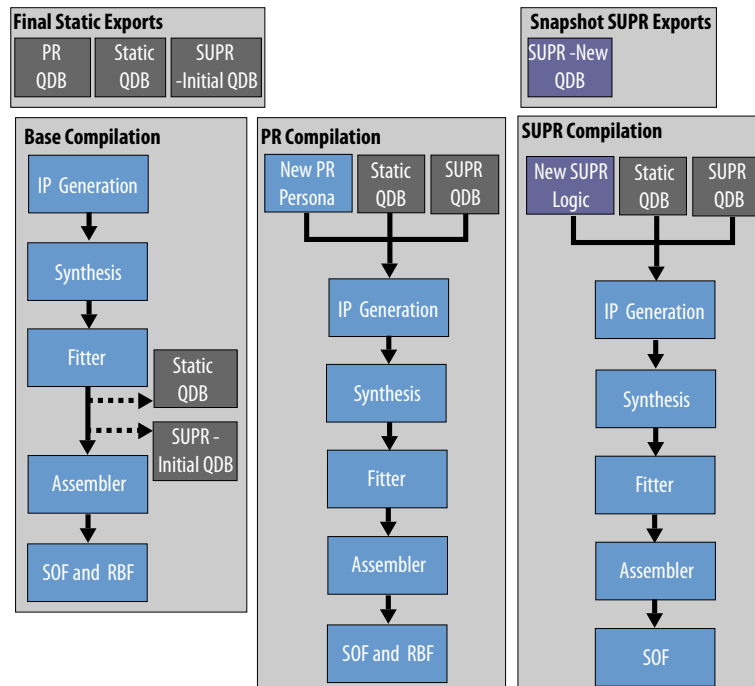 Final Static Exports
PR
QDB
Static
QDB
SUPR
-Initial QDB
Snapshot SUPR Exports
SUPR -New
QDB
Base Compilation
IP Generation
Synthesis
Fitter
Static
QDB
SUPR -
Initial QDB
Assembler
SOF and RBF
PR Compilation
New PR
Persona
Static
QDB
SUPR
QDB
IP Generation
Synthesis
Fitter
Assembler
SOF and RBF
SUPR Compilation
New SUPR
Logic
Static
QDB
SUPR
QDB
IP Generation
Synthesis
Fitter
Assembler
SOF